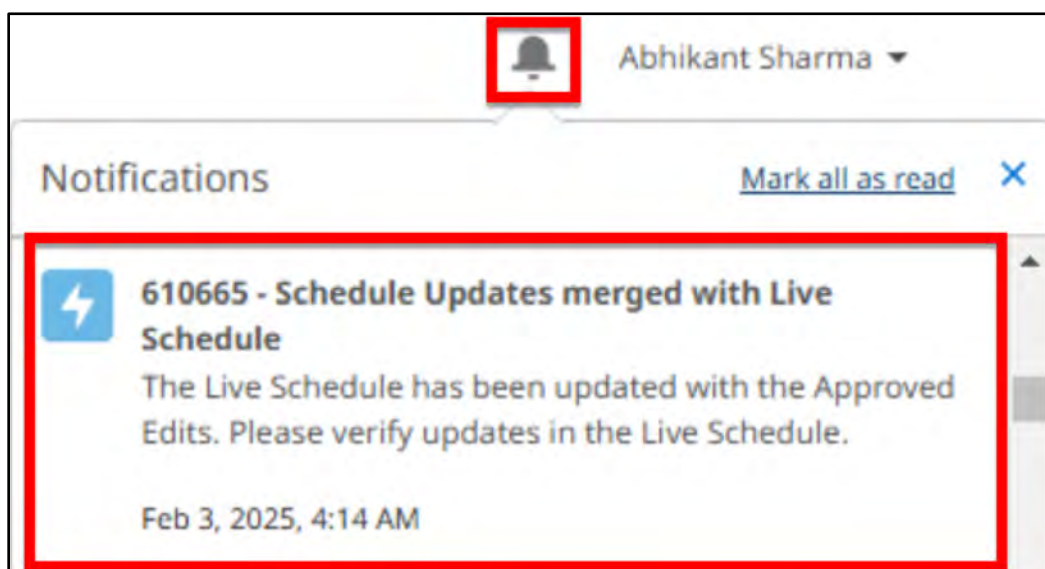 Abhikant Sharma
Notifications
Mark all as read
610665 - Schedule Updates merged with Live
Schedule
The Live Schedule has been updated with the Approved
Edits. Please verify updates in the Live Schedule.
Feb 3, 2025, 4:14 AM